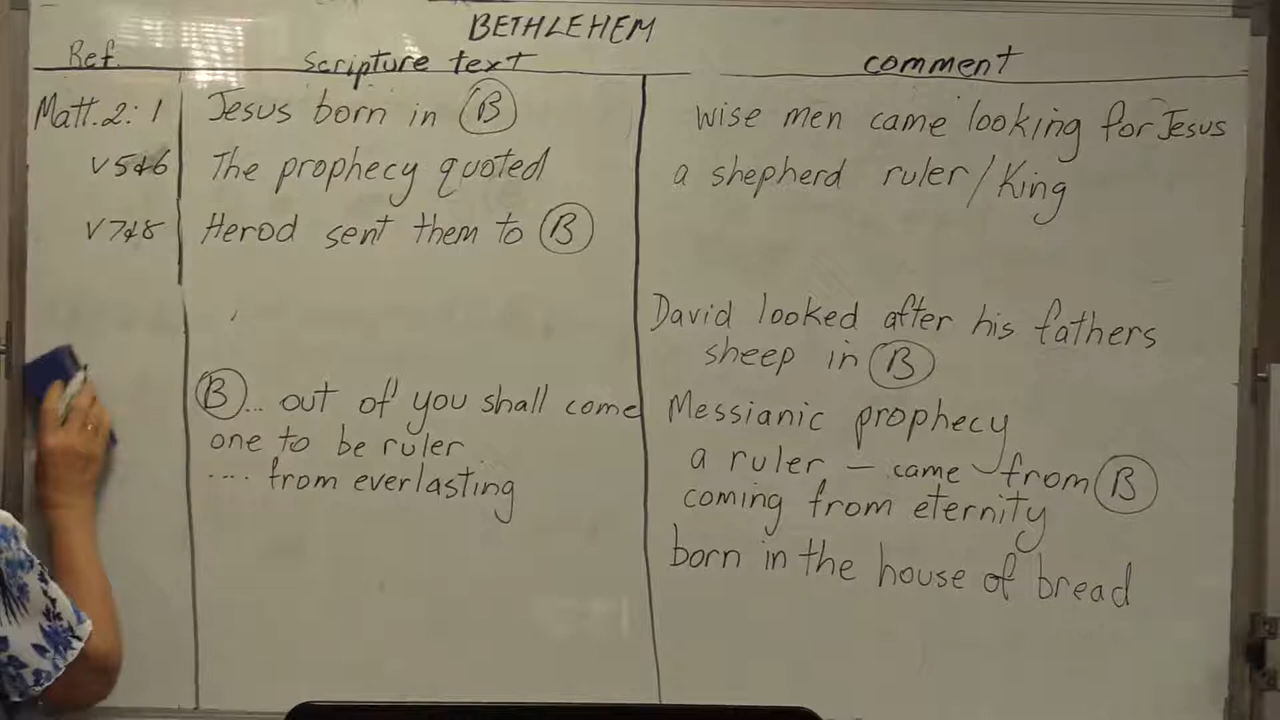 BETHLEHEM
Ref. scripture text comment
Matt. 2: 1 Jesus born in B wise men came looking for Jesus
v 5&6 The prophecy quoted a shepherd ruler/King
v 7&8 Herod sent them to B
David looked after his fathers
sheep in B
B ... out of you shall come Messianic prophecy
one to be ruler a ruler — came from B
.... from everlasting coming from eternity
born in the house of bread